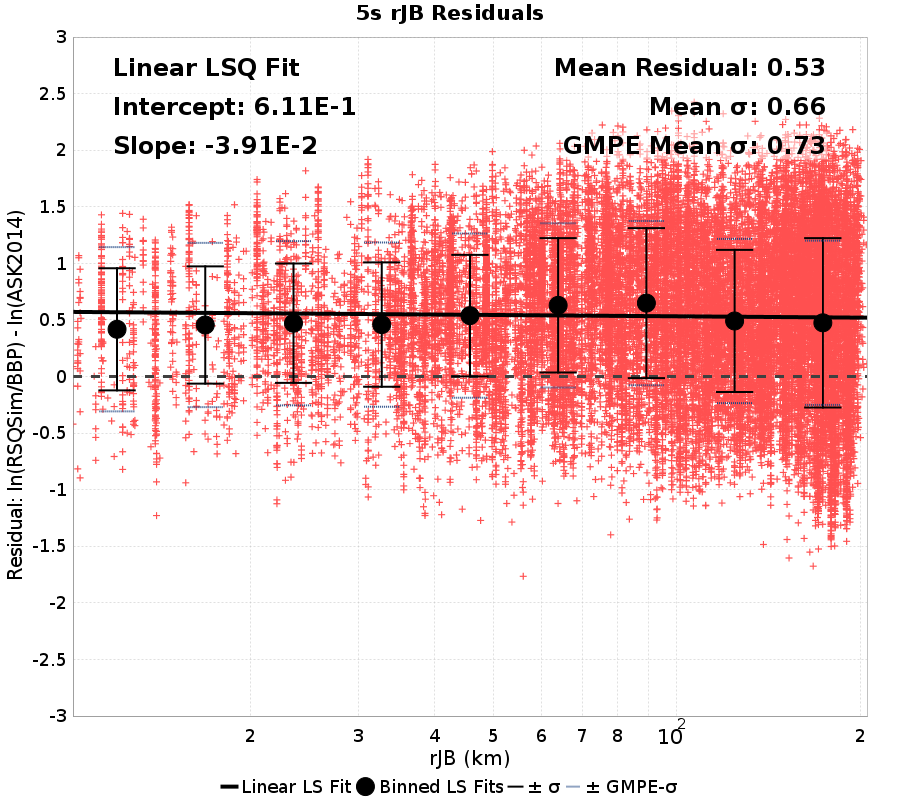 5s rJB Residuals
Linear LSQ Fit
Intercept: 6.11E-1
Slope: -3.91E-2
Mean Residual: 0.53
Mean σ: 0.66
GMPE Mean σ: 0.73
Residual: ln(RSQSim/BBP) - ln(ASK2014)
3
2.5
2
1.5
1
0.5
0
-0.5
-1
-1.5
-2
-2.5
-3
2 3 4 5 6 7 8 10² 2
rJB (km)
Linear LS Fit Binned LS Fits ± σ ± GMPE-σ